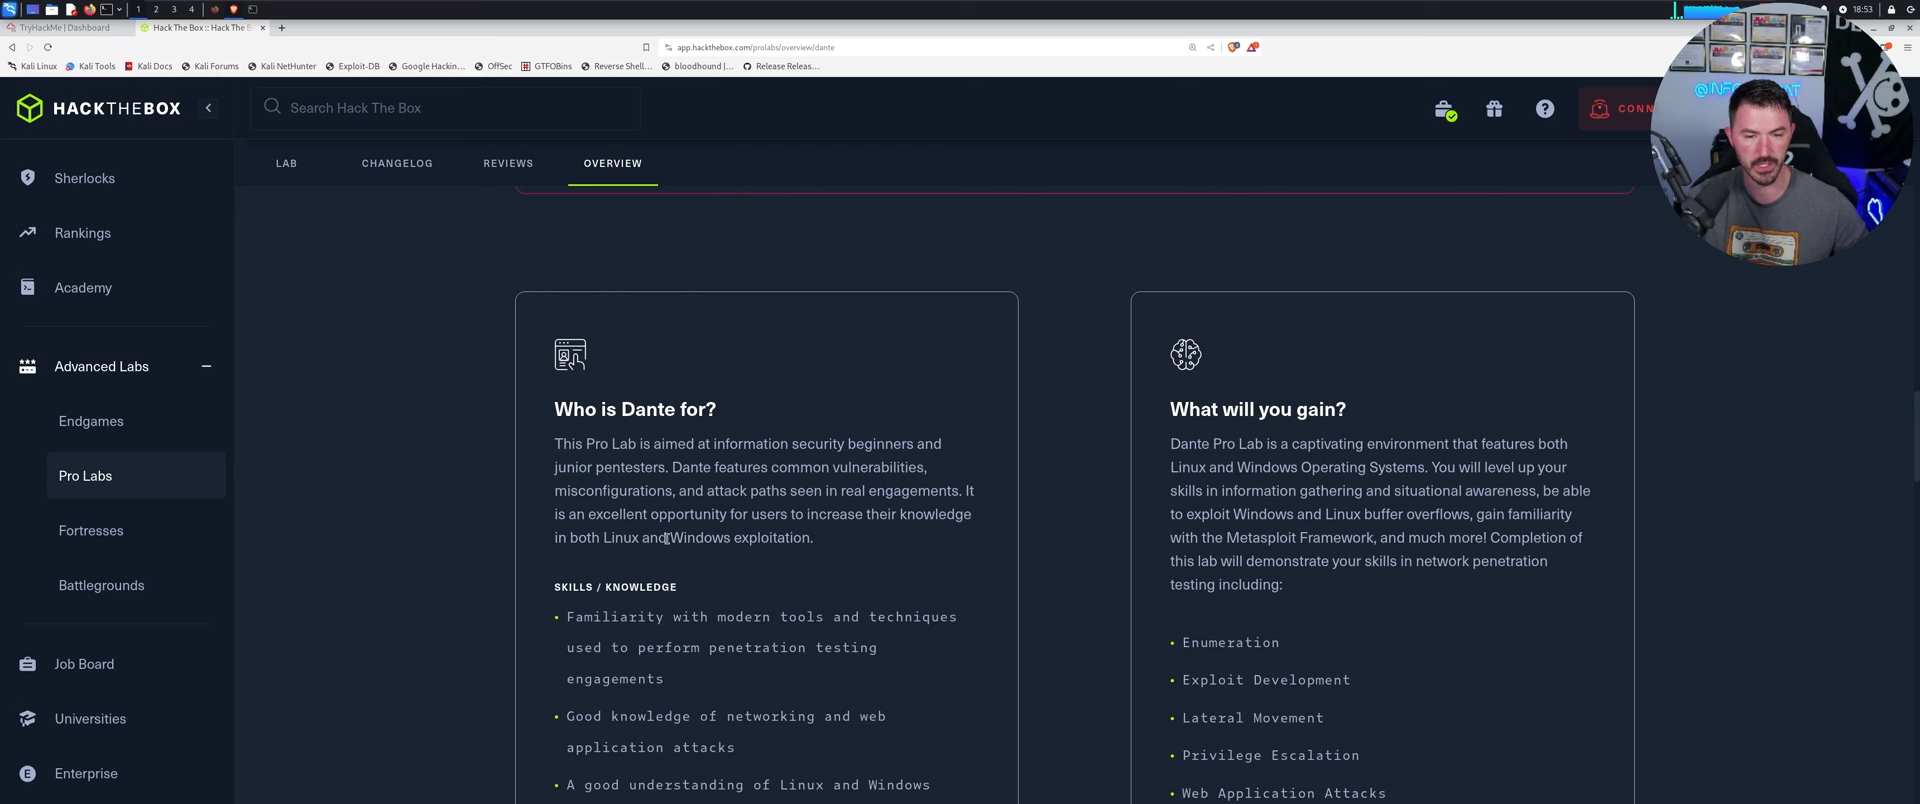 1 2 3 4 18:53
TryHackMe | Dashboard
Hack The Box :: Hack The B
app.hackthebox.com/prolabs/overview/dante
Kali Linux Kali Tools Kali Docs Kali Forums Kali NetHunter Exploit-DB Google Hackin... OffSec GTFOBins Reverse Shell... bloodhound |... Release Releas...
HACKTHEBOX
Search Hack The Box
CONN
LAB CHANGELOG REVIEWS OVERVIEW
Sherlocks
Rankings
Academy
Advanced Labs
Endgames
Pro Labs
Fortresses
Battlegrounds
Job Board
Universities
E Enterprise
Who is Dante for?
This Pro Lab is aimed at information security beginners and
junior pentesters. Dante features common vulnerabilities,
misconfigurations, and attack paths seen in real engagements. It
is an excellent opportunity for users to increase their knowledge
in both Linux and Windows exploitation.
SKILLS / KNOWLEDGE
• Familiarity with modern tools and techniques
used to perform penetration testing
engagements
• Good knowledge of networking and web
application attacks
• A good understanding of Linux and Windows
What will you gain?
Dante Pro Lab is a captivating environment that features both
Linux and Windows Operating Systems. You will level up your
skills in information gathering and situational awareness, be able
to exploit Windows and Linux buffer overflows, gain familiarity
with the Metasploit Framework, and much more! Completion of
this lab will demonstrate your skills in network penetration
testing including:
• Enumeration
• Exploit Development
• Lateral Movement
• Privilege Escalation
• Web Application Attacks